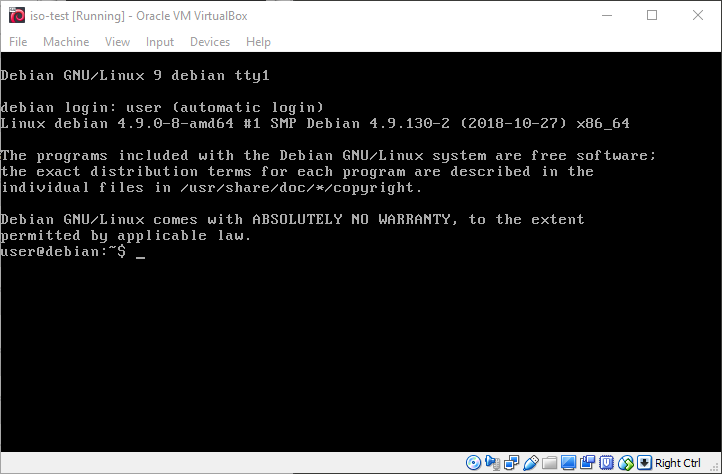 iso-test [Running] - Oracle VM VirtualBox
File Machine View Input Devices Help
Debian GNU/Linux 9 debian tty1
debian login: user (automatic login)
Linux debian 4.9.0-8-amd64 #1 SMP Debian 4.9.130-2 (2018-10-27) x86_64
The programs included with the Debian GNU/Linux system are free software;
the exact distribution terms for each program are described in the
individual files in /usr/share/doc/*/copyright.
Debian GNU/Linux comes with ABSOLUTELY NO WARRANTY, to the extent
permitted by applicable law.
user@debian:~$ _
Right Ctrl